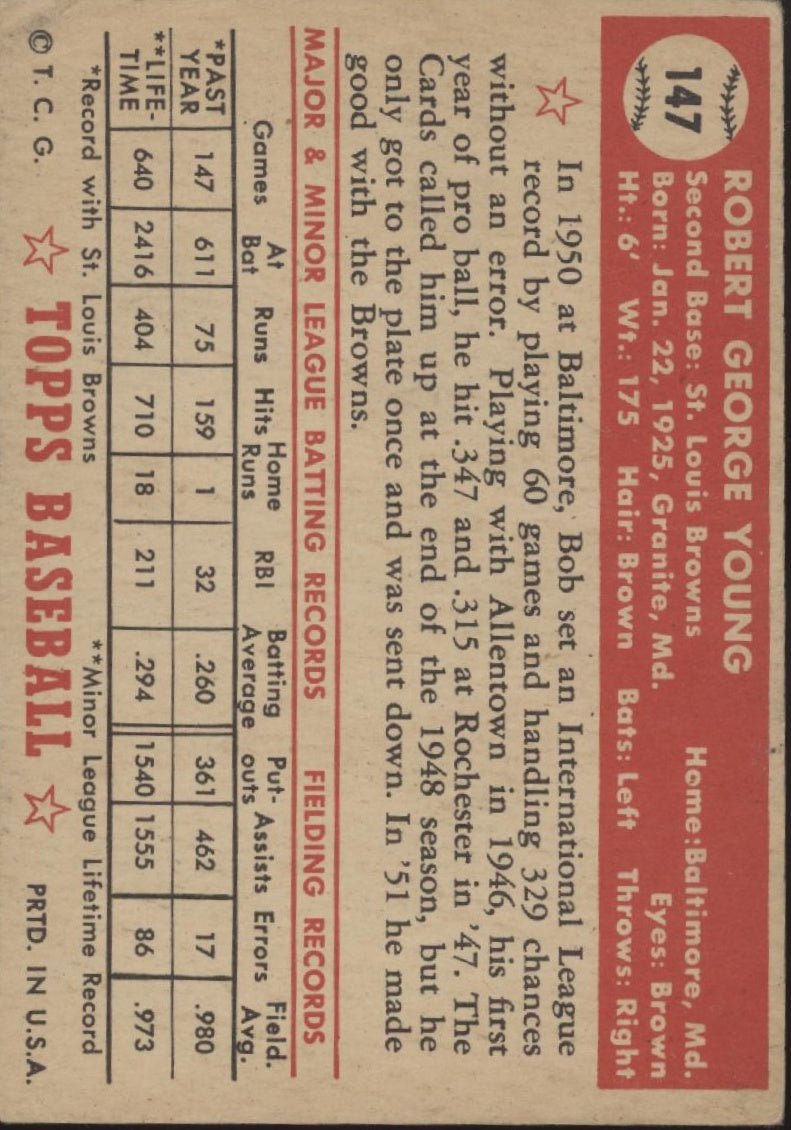 147
ROBERT GEORGE YOUNG
Second Base: St. Louis Browns Home:Baltimore, Md.
Born: Jan. 22, 1925, Granite, Md. Eyes: Brown
Ht.: 6' Wt.: 175 Hair: Brown Bats: Left Throws: Right
In 1950 at Baltimore, Bob set an International League
record by playing 60 games and handling 329 chances
without an error. Playing with Allentown in 1946, his first
year of pro ball, he hit .347 and .315 at Rochester in '47. The
Cards called him up at the end of the 1948 season, but he
only got to the plate once and was sent down. In '51 he made
good with the Browns.
MAJOR & MINOR LEAGUE BATTING RECORDS FIELDING RECORDS
Games At Bat Runs Hits Home Runs RBI Batting Average Put-outs Assists Errors Field. Avg.
*PAST YEAR 147 611 75 159 1 32 .260 361 462 17 .980
**LIFE-TIME 640 2416 404 710 18 211 .294 1540 1555 86 .973
*Record with St. Louis Browns **Minor League Lifetime Record
© T. C. G. TOPPS BASEBALL PRTD. IN U.S.A.